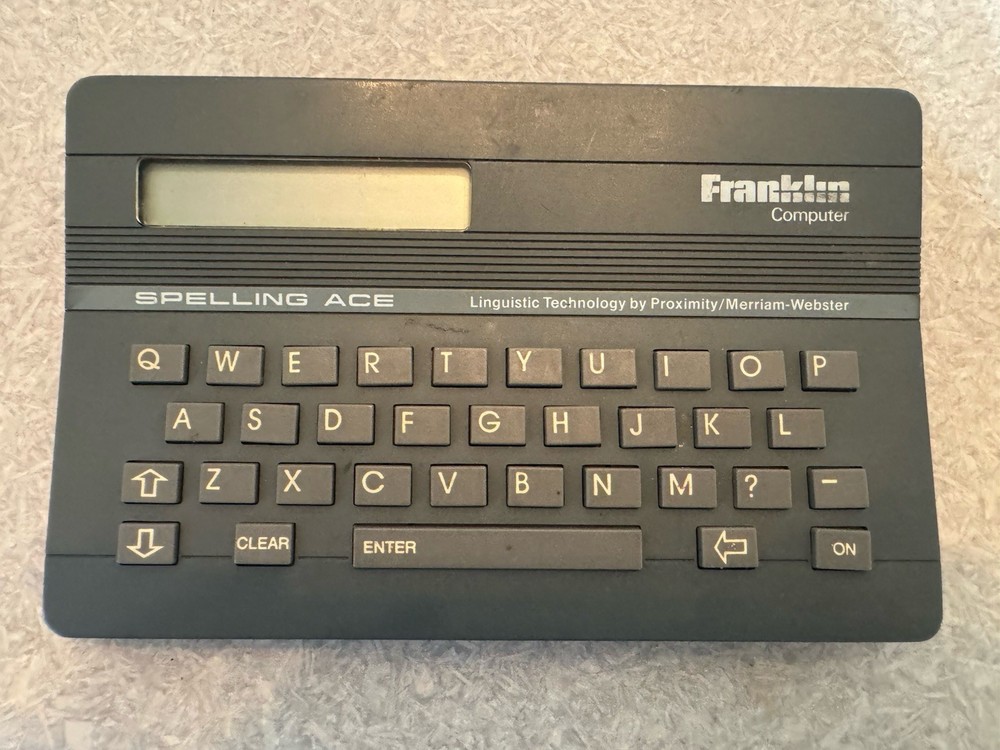 Franklin
Computer
SPELLING ACE Linguistic Technology by Proximity/Merriam-Webster
Q W E R T Y U I O P
A S D F G H J K L
⇧ Z X C V B N M ? -
⇩ CLEAR ENTER ⇦ ON